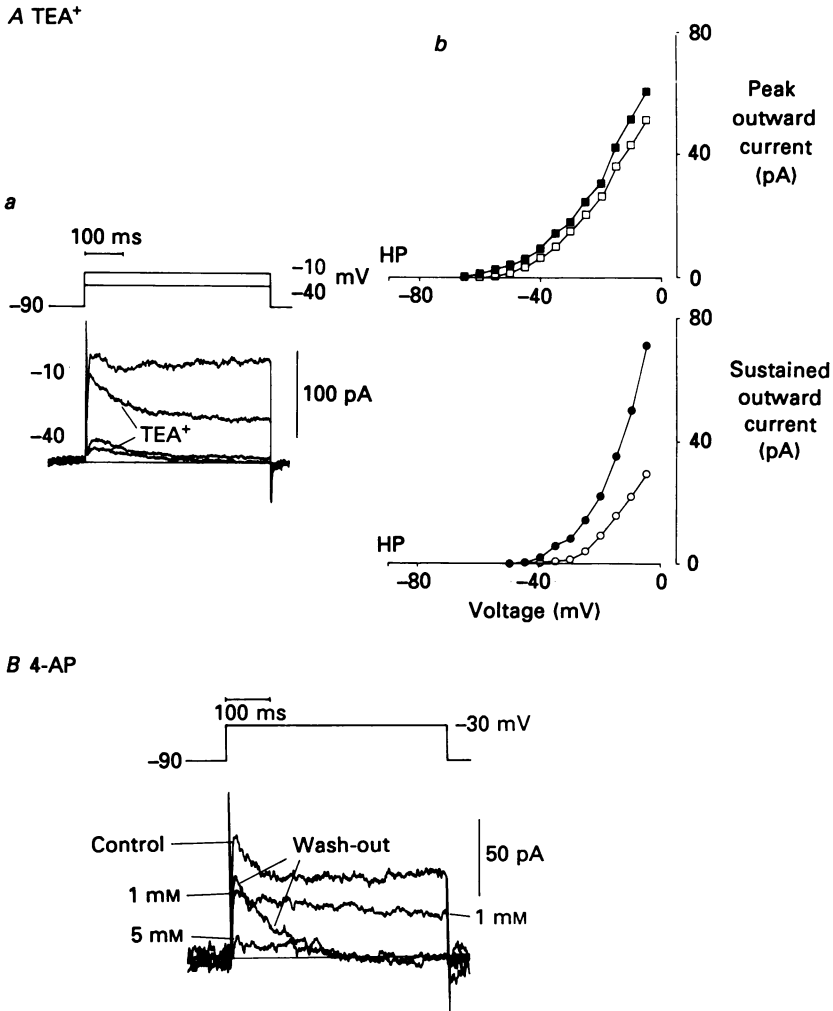 A TEA+
a
100 ms
−10
−40
mV
−90
−10
−40
TEA+
100 pA
b
80
40
0
Peak
outward
current
(pA)
HP
−80
−40
0
80
40
0
Sustained
outward
current
(pA)
HP
−80
−40
0
Voltage (mV)
B 4-AP
100 ms
−30 mV
−90
Control
Wash-out
50 pA
1 mM
1 mM
5 mM